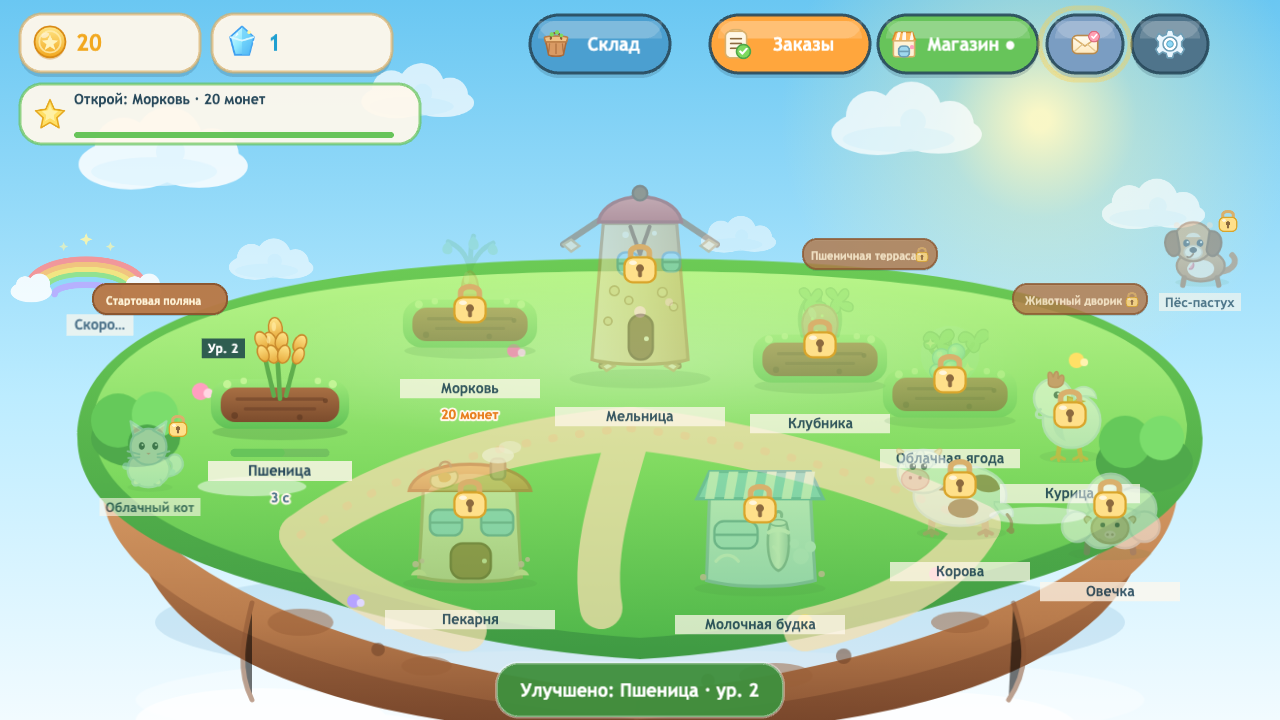 20
1
Склад
Заказы
Магазин
Открой: Морковь · 20 монет
Пшеничная терраса
Стартовая поляна
Животный дворик
Пёс-пастух
Скоро...
Ур. 2
Морковь
20 монет
Мельница
Клубника
Облачная ягода
Пшеница
3 с
Курица
Облачный кот
Корова
Овечка
Пекарня
Молочная будка
Улучшено: Пшеница · ур. 2